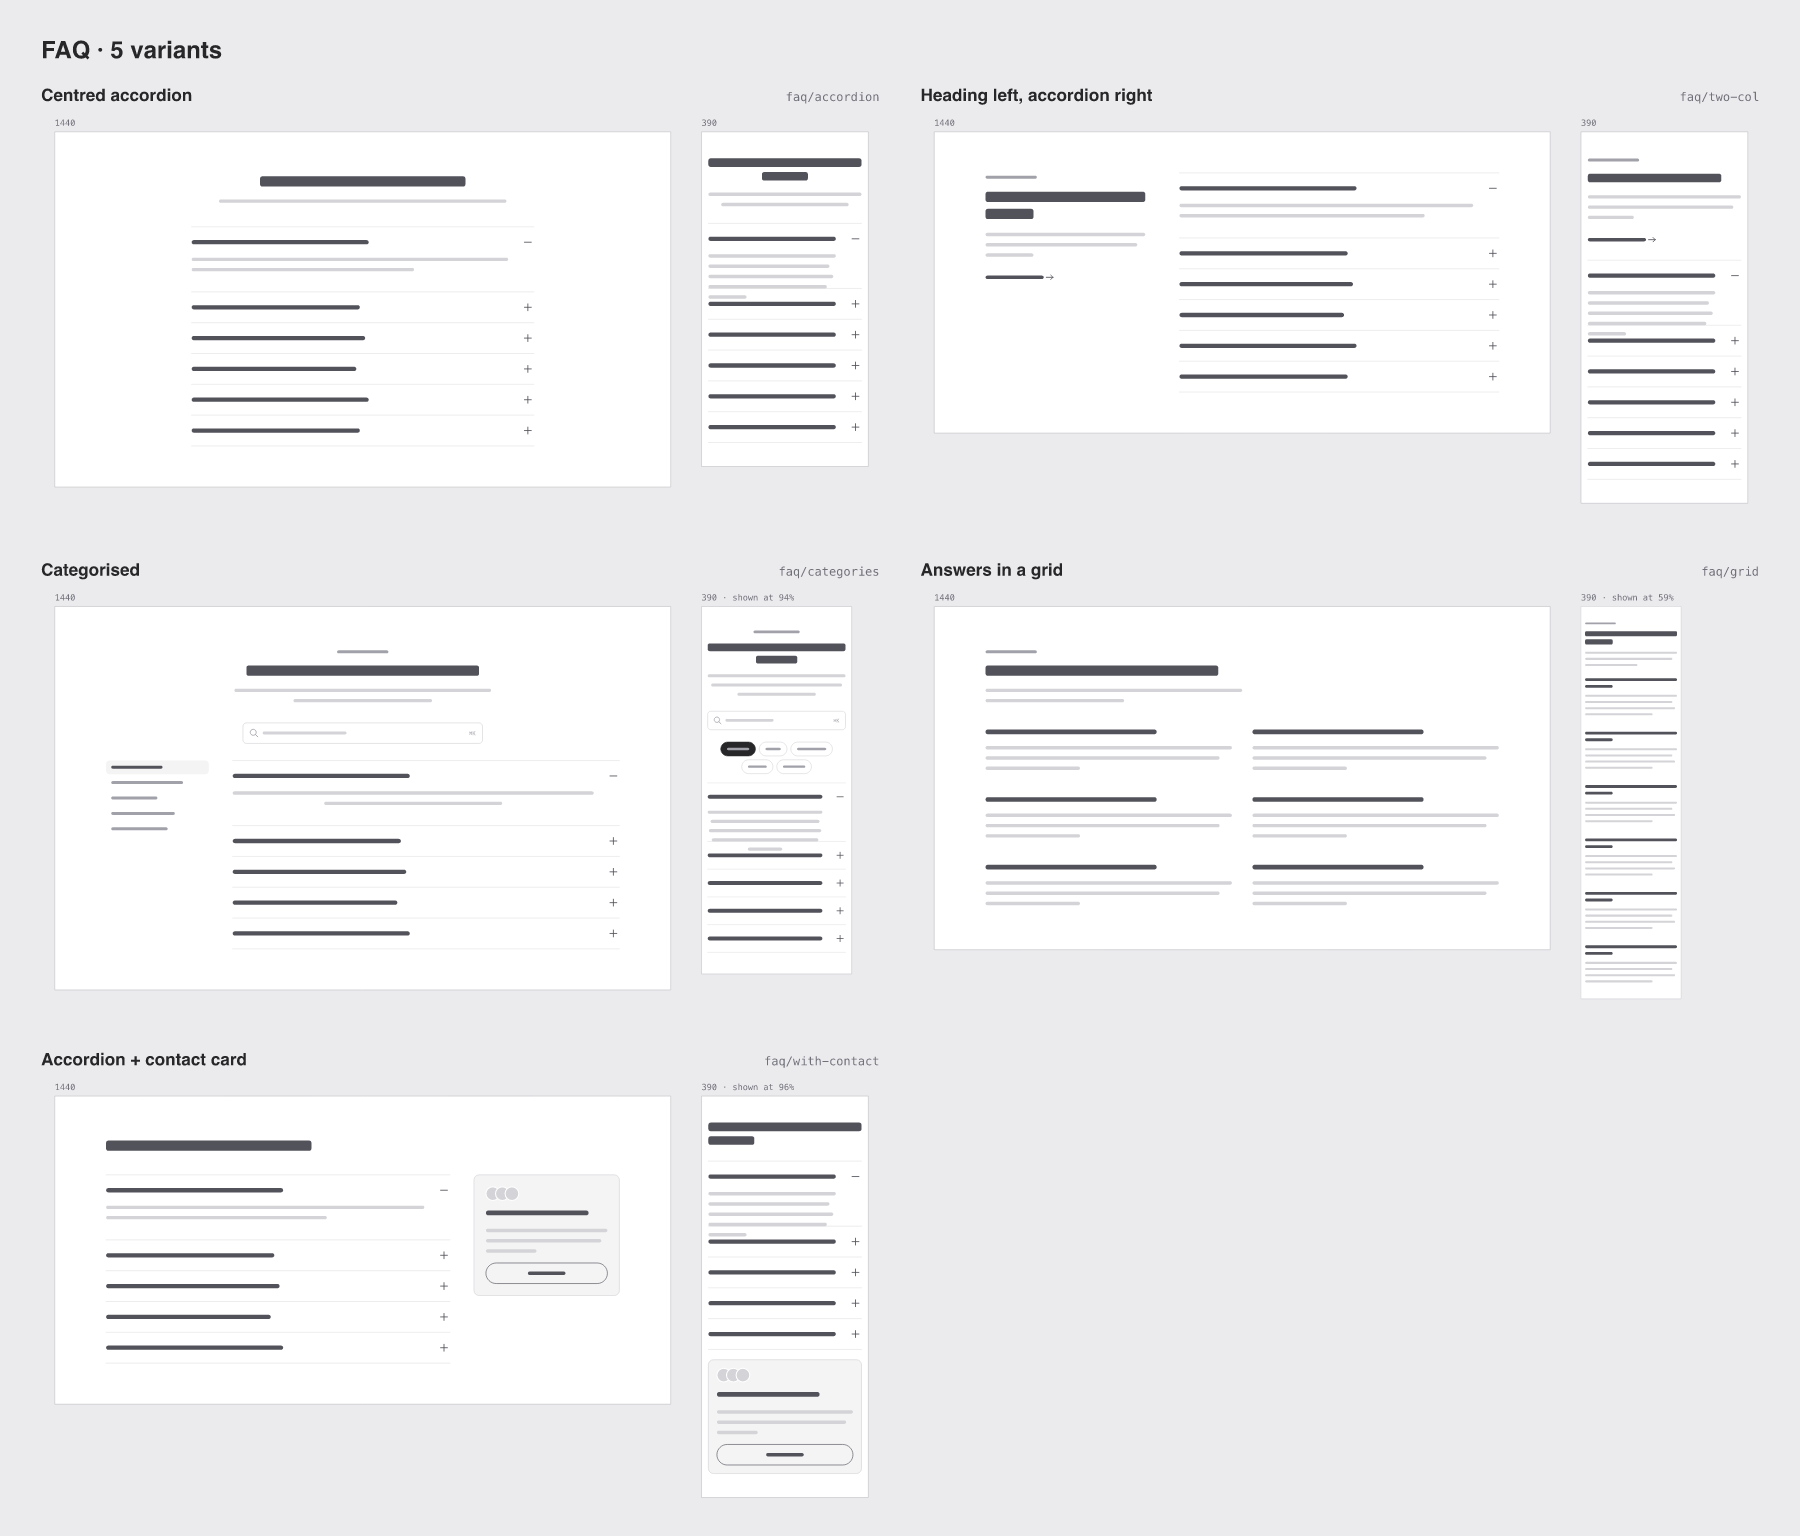 FAQ · 5 variants
Centred accordion
faq/accordion
1440
390
Heading left, accordion right
faq/two-col
1440
390
Categorised
faq/categories
1440
390 · shown at 94%
Answers in a grid
faq/grid
1440
390 · shown at 59%
Accordion + contact card
faq/with-contact
1440
390 · shown at 96%